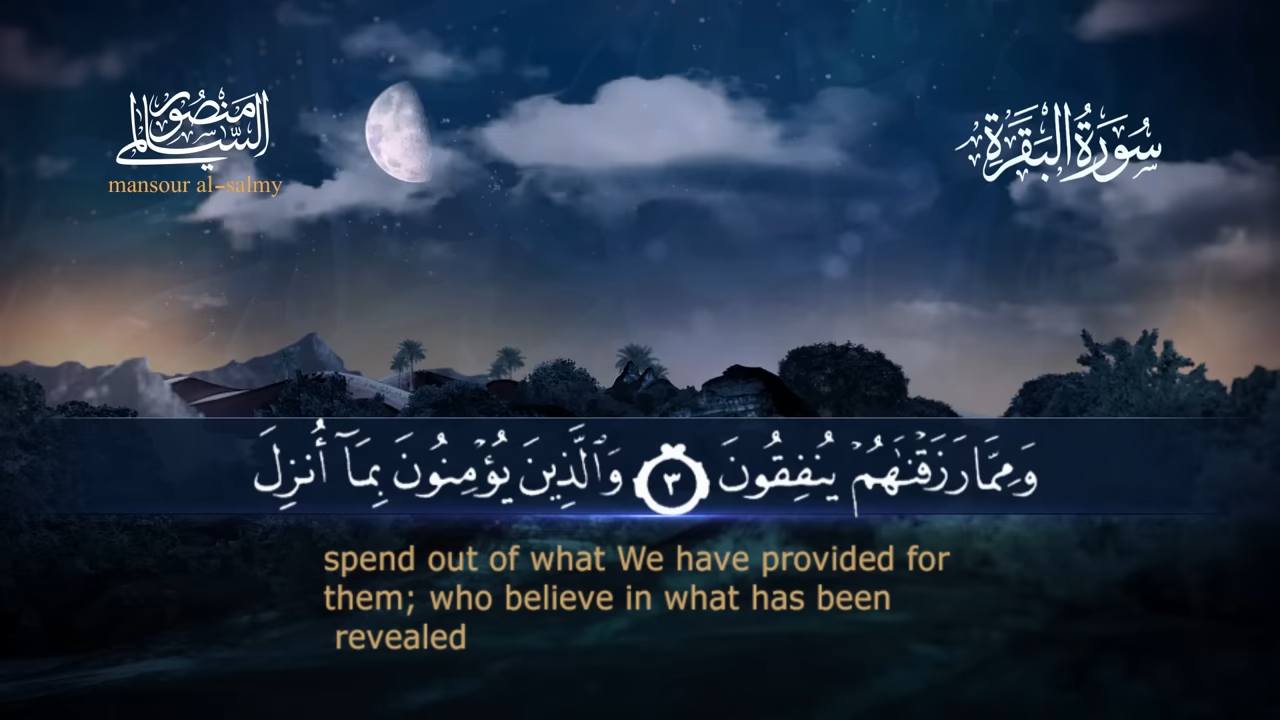 منصور
السالمي
mansour al-salmy
سُورَةُ البَقَرَةِ
وَمِمَّا رَزَقْنَٰهُمْ يُنفِقُونَ ٣ وَٱلَّذِينَ يُؤْمِنُونَ بِمَآ أُنزِلَ
spend out of what We have provided for
them; who believe in what has been
revealed